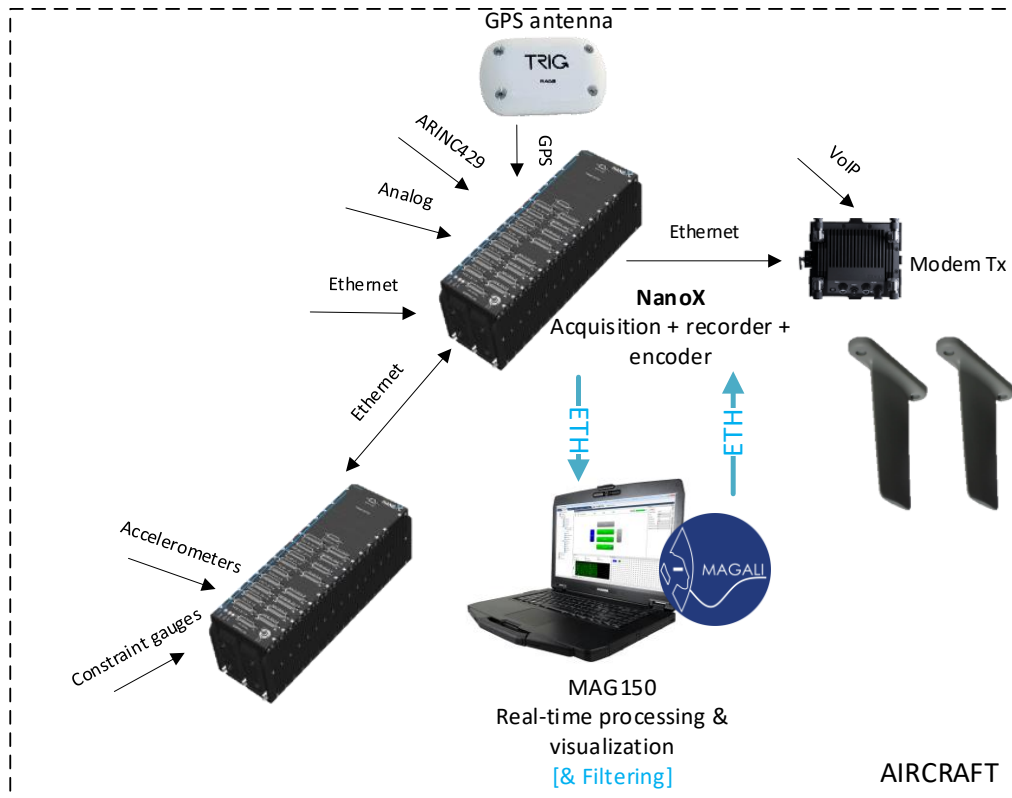 GPS antenna
TRIG
ARINC429
GPS
Analog
VoIP
Ethernet
Modem Tx
Ethernet
NanoX
Acquisition + recorder +
encoder
Ethernet
ETH
ETH
Accelerometers
Constraint gauges
MAGALI
MAG150
Real-time processing &
visualization
[& Filtering]
AIRCRAFT